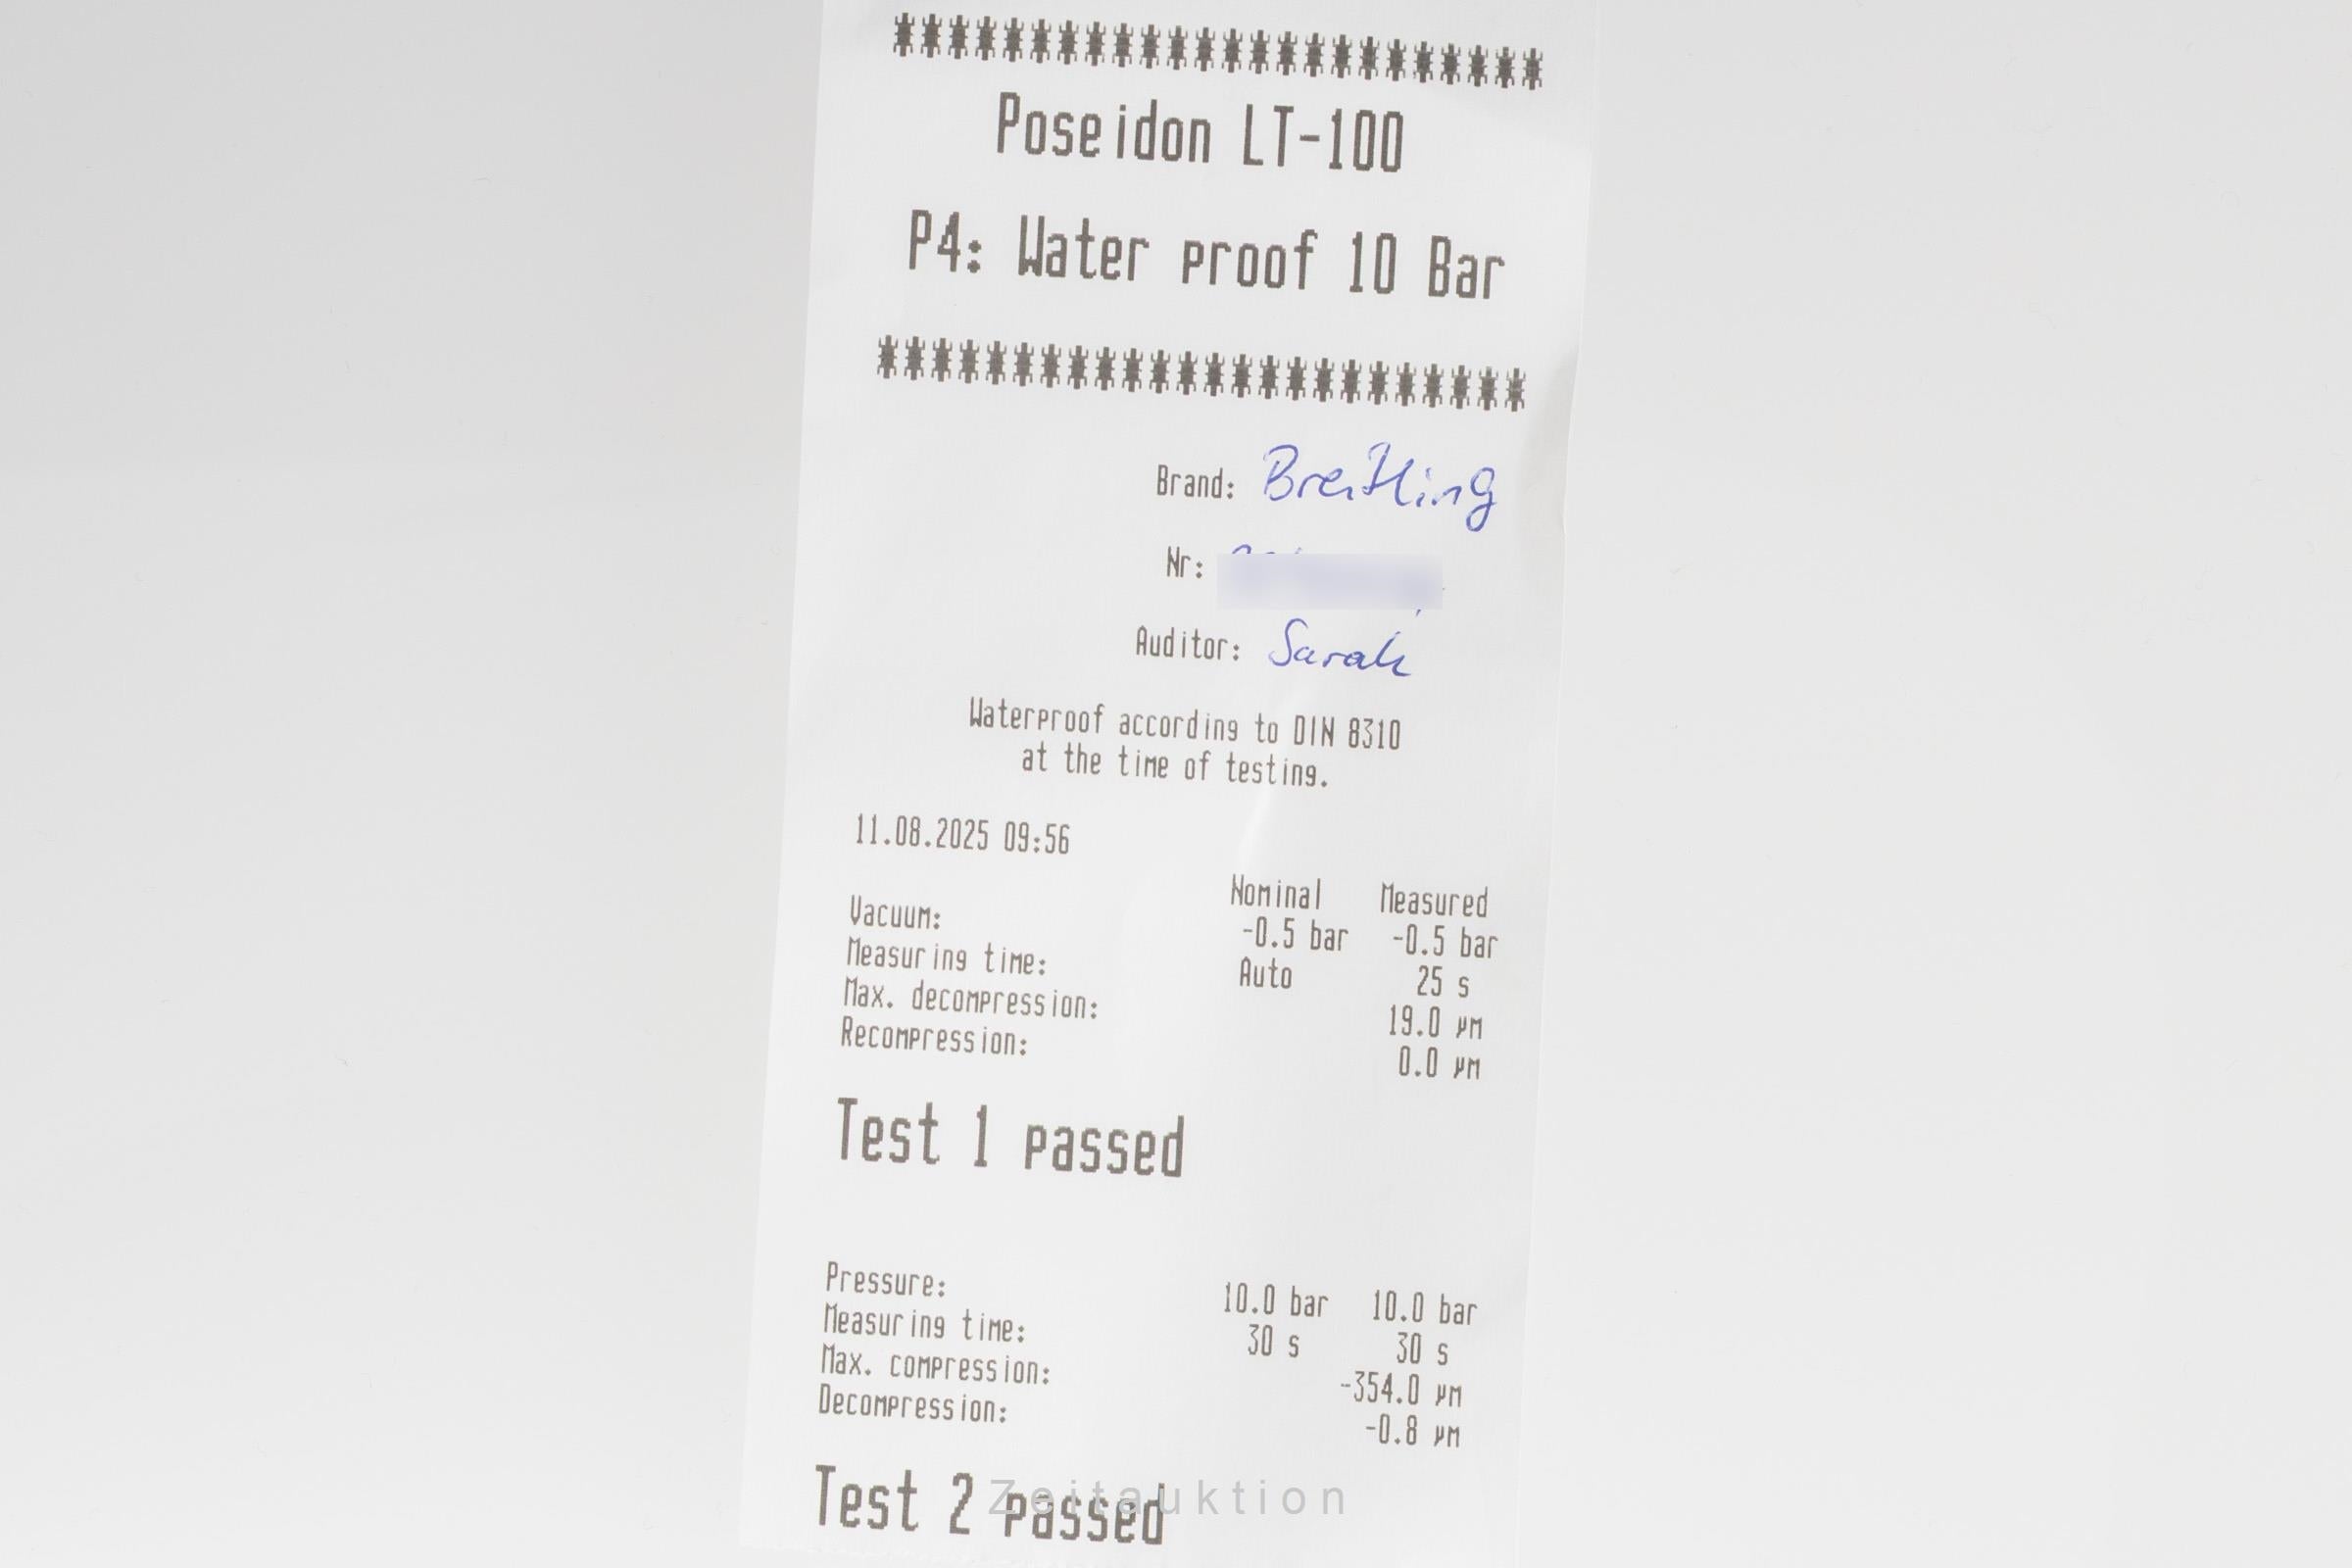 ************************
Poseidon LT-100
P4: Water proof 10 Bar
************************
Brand: Breitling
Nr:
Auditor: Sarah
Waterproof according to DIN 8310
at the time of testing.
11.08.2025 09:56
Nominal Measured
Vacuum: -0.5 bar -0.5 bar
Measuring time: Auto 25 s
Max. decompression: 19.0 µm
Recompression: 0.0 µm
Test 1 passed
Pressure: 10.0 bar 10.0 bar
Measuring time: 30 s 30 s
Max. compression: -354.0 µm
Decompression: -0.8 µm
Test 2 passed
Zeitauktion